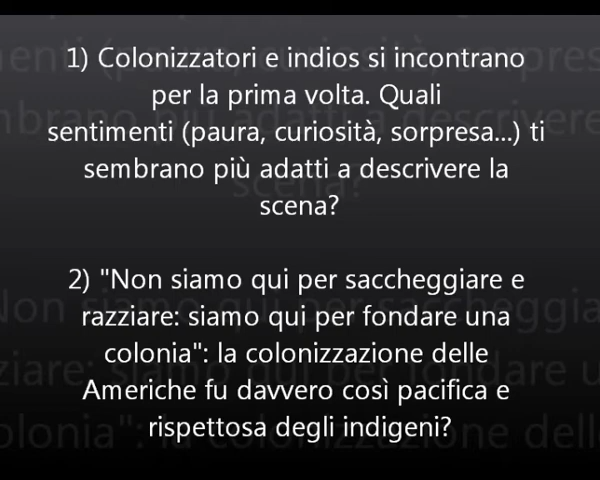 1) Colonizzatori e indios si incontrano
per la prima volta. Quali
sentimenti (paura, curiosità, sorpresa...) ti
sembrano più adatti a descrivere la
scena?
2) "Non siamo qui per saccheggiare e
razziare: siamo qui per fondare una
colonia": la colonizzazione delle
Americhe fu davvero così pacifica e
rispettosa degli indigeni?